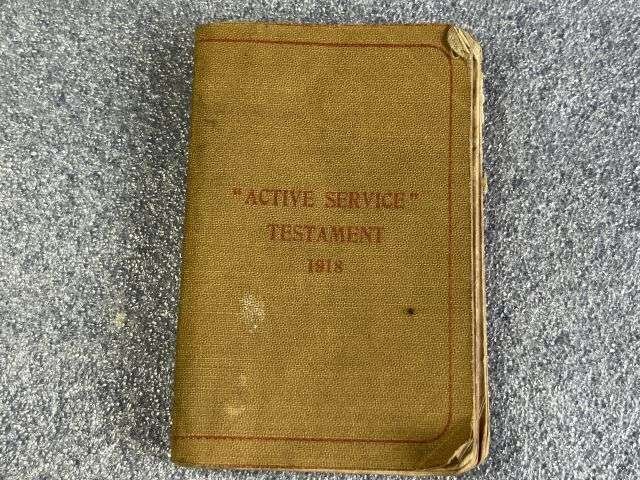 "ACTIVE SERVICE"
TESTAMENT
1918